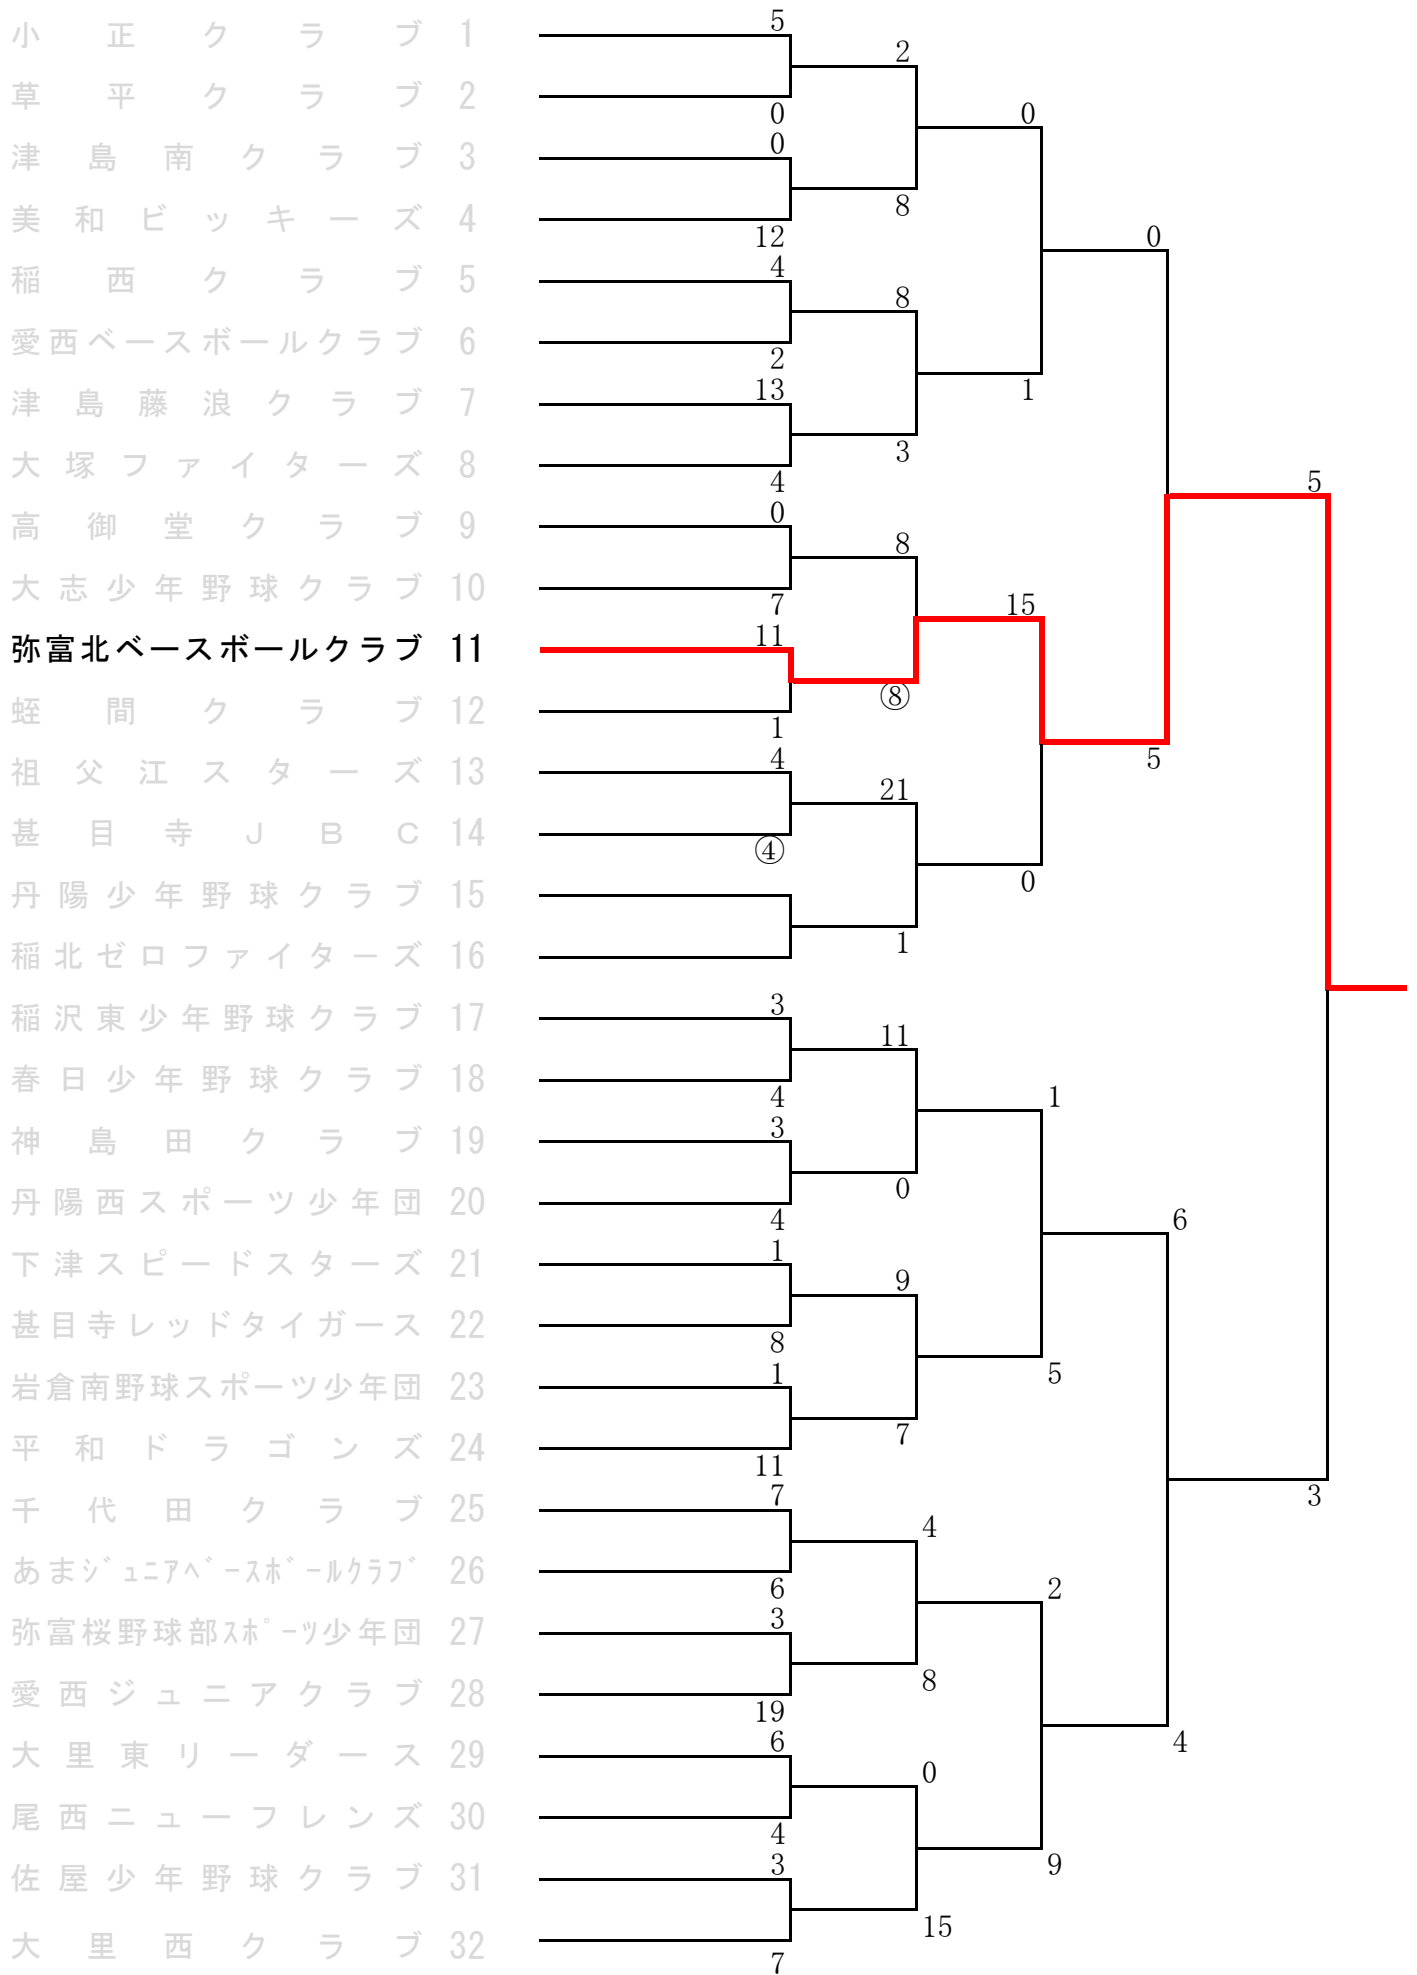 小正クラブ 1
5
2
草平クラブ 2
0
0
津島南クラブ 3
0
美和ビッキーズ 4
8
12
0
稲西クラブ 5
4
8
愛西ベースボールクラブ 6
2
津島藤浪クラブ 7
13
1
大塚ファイターズ 8
3
4
5
高御堂クラブ 9
0
8
大志少年野球クラブ 10
7
15
弥富北ベースボールクラブ 11
11
⑧
蛭間クラブ 12
1
祖父江スターズ 13
4
5
21
甚目寺JBC 14
④
丹陽少年野球クラブ 15
0
稲北ゼロファイターズ 16
1
稲沢東少年野球クラブ 17
3
11
春日少年野球クラブ 18
4
1
神島田クラブ 19
3
丹陽西スポーツ少年団 20
0
4
6
下津スピードスターズ 21
1
9
甚目寺レッドタイガース 22
8
岩倉南野球スポーツ少年団 23
1
5
平和ドラゴンズ 24
7
11
千代田クラブ 25
7
3
4
あまジュニアベースボールクラブ 26
6
2
弥富桜野球部スポーツ少年団 27
3
愛西ジュニアクラブ 28
8
19
大里東リーダース 29
6
4
0
尾西ニューフレンズ 30
4
佐屋少年野球クラブ 31
3
9
大里西クラブ 32
15
7